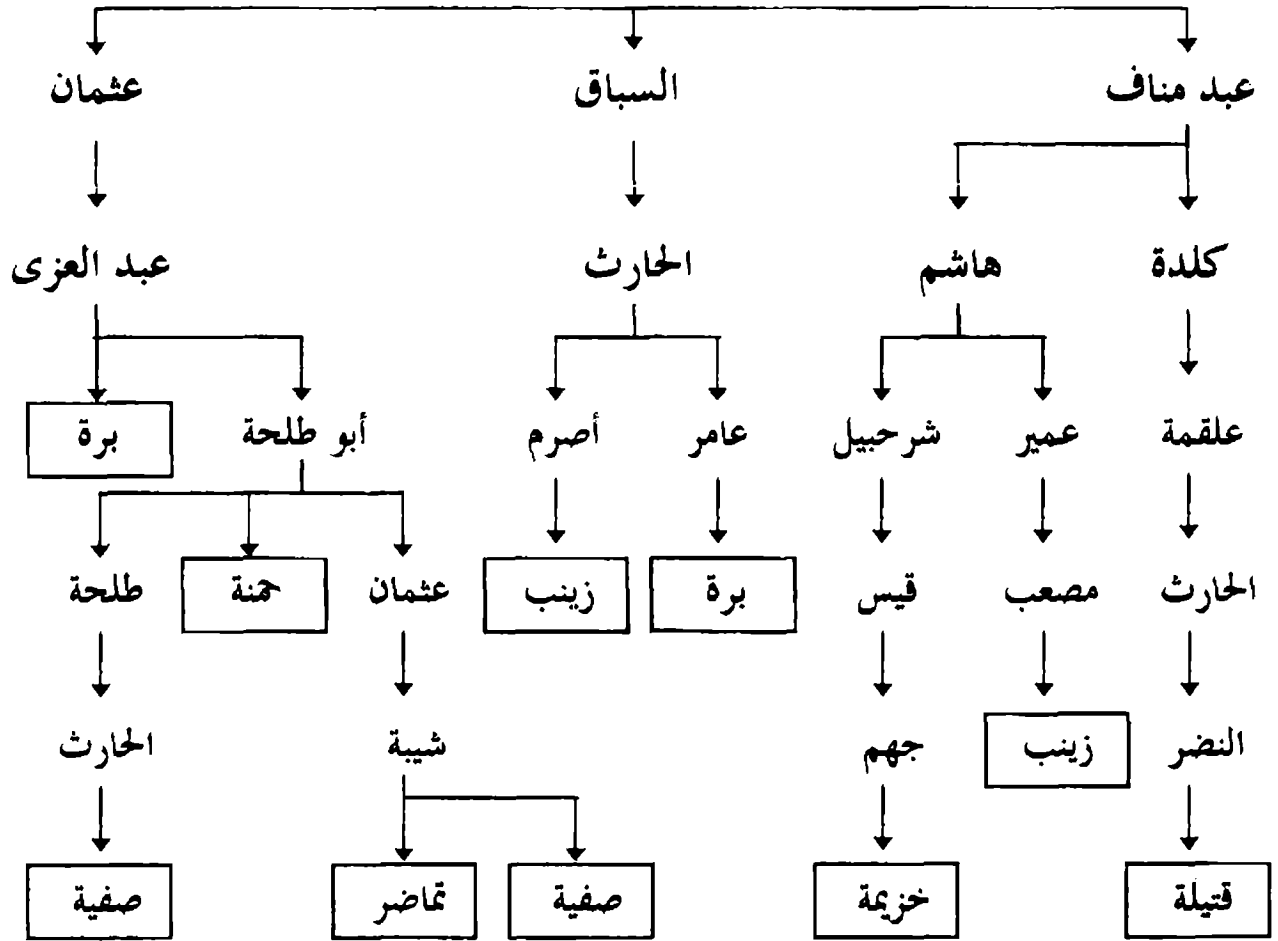 عبد مناف السباق عثمان
كلدة هاشم الحارث عبد العزى
علقمة عمير شرحبيل عامر أصرم أبو طلحة برة
الحارث مصعب قيس برة زينب عثمان حمنة طلحة
النضر زينب جهم شيبة الحارث
قتيلة خزيمة صفية تماضر صفية